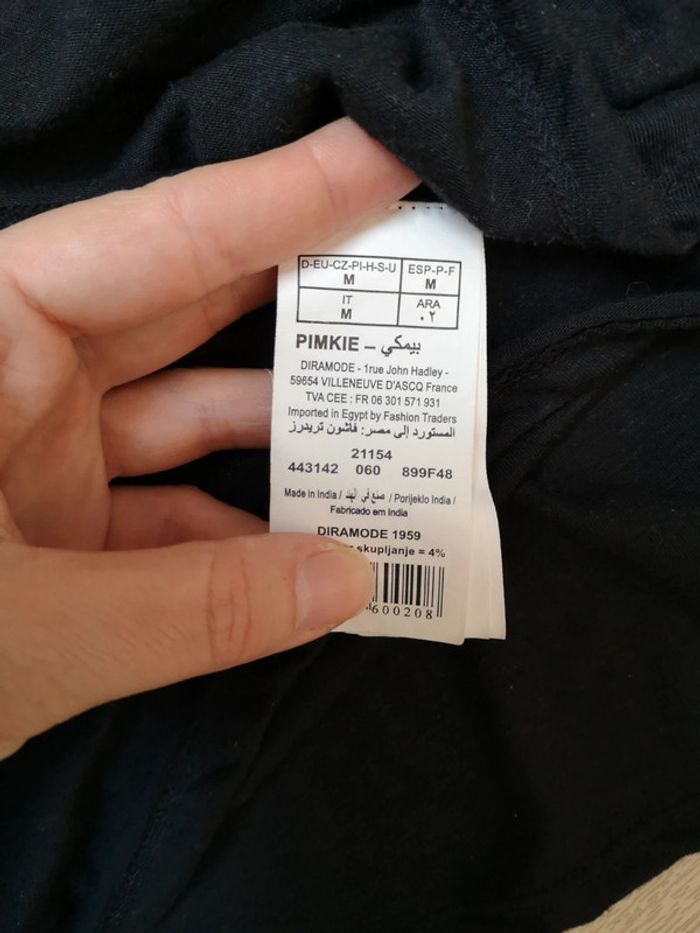 D-EU-CZ-PI-H-S-U ESP-P-F
M M
IT ARA
M ٠٢
PIMKIE – بيمكي
DIRAMODE - 1rue John Hadley -
59654 VILLENEUVE D'ASCQ France
TVA CEE : FR 06 301 571 931
Imported in Egypt by Fashion Traders
المستورد إلى مصر: فاشون تريدرز
21154
443142 060 899F48
Made in India / صنع في الهند / Porijeklo India /
Fabricado em India
DIRAMODE 1959
skupljanje = 4%
600208